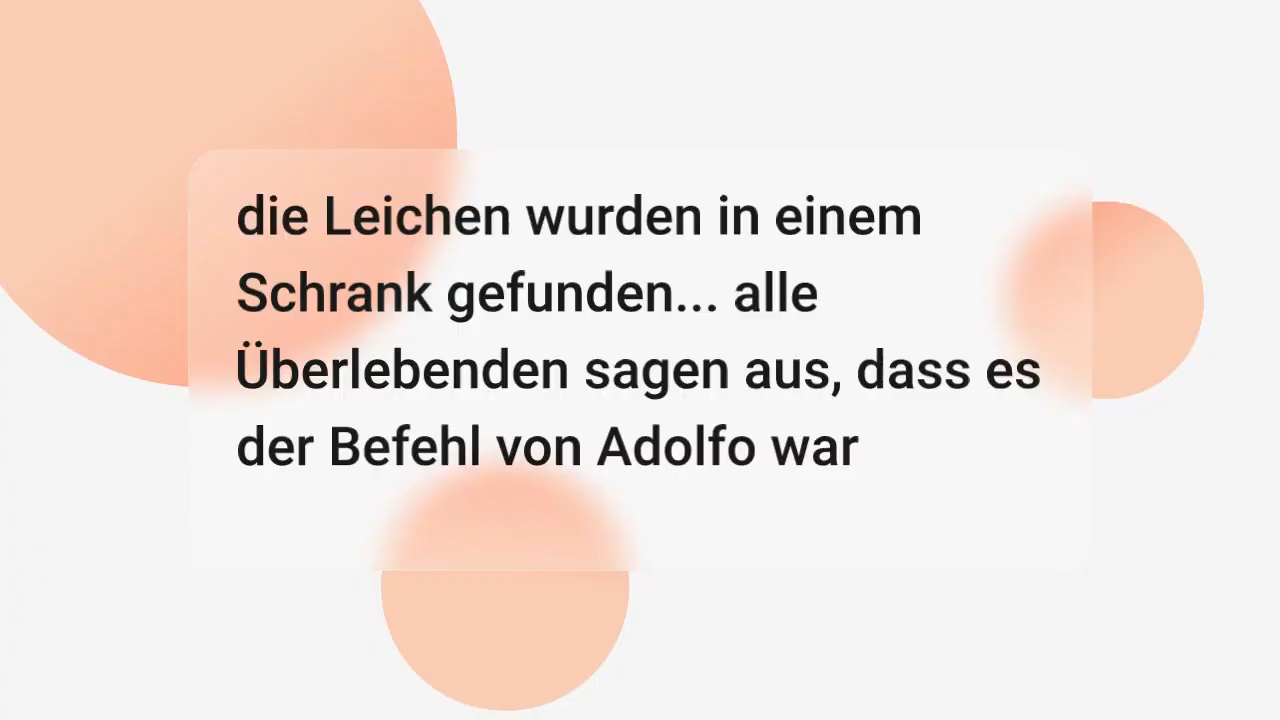 die Leichen wurden in einem
Schrank gefunden... alle
Überlebenden sagen aus, dass es
der Befehl von Adolfo war